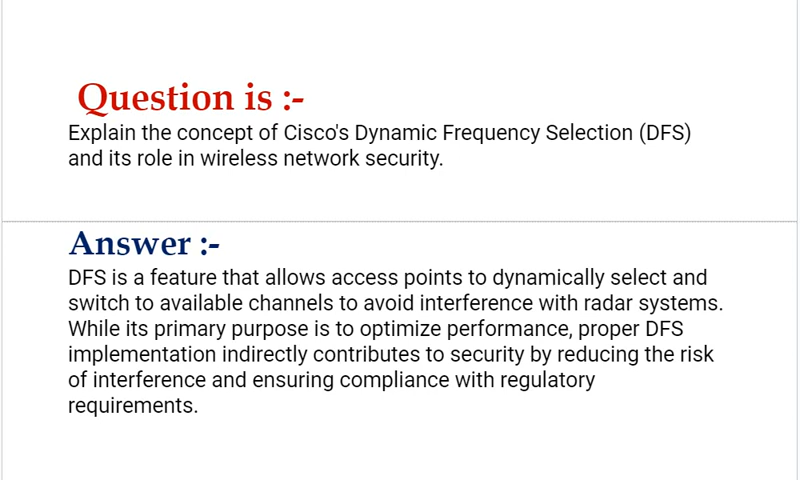 Question is :-
Explain the concept of Cisco's Dynamic Frequency Selection (DFS)
and its role in wireless network security.
Answer :-
DFS is a feature that allows access points to dynamically select and
switch to available channels to avoid interference with radar systems.
While its primary purpose is to optimize performance, proper DFS
implementation indirectly contributes to security by reducing the risk
of interference and ensuring compliance with regulatory
requirements.